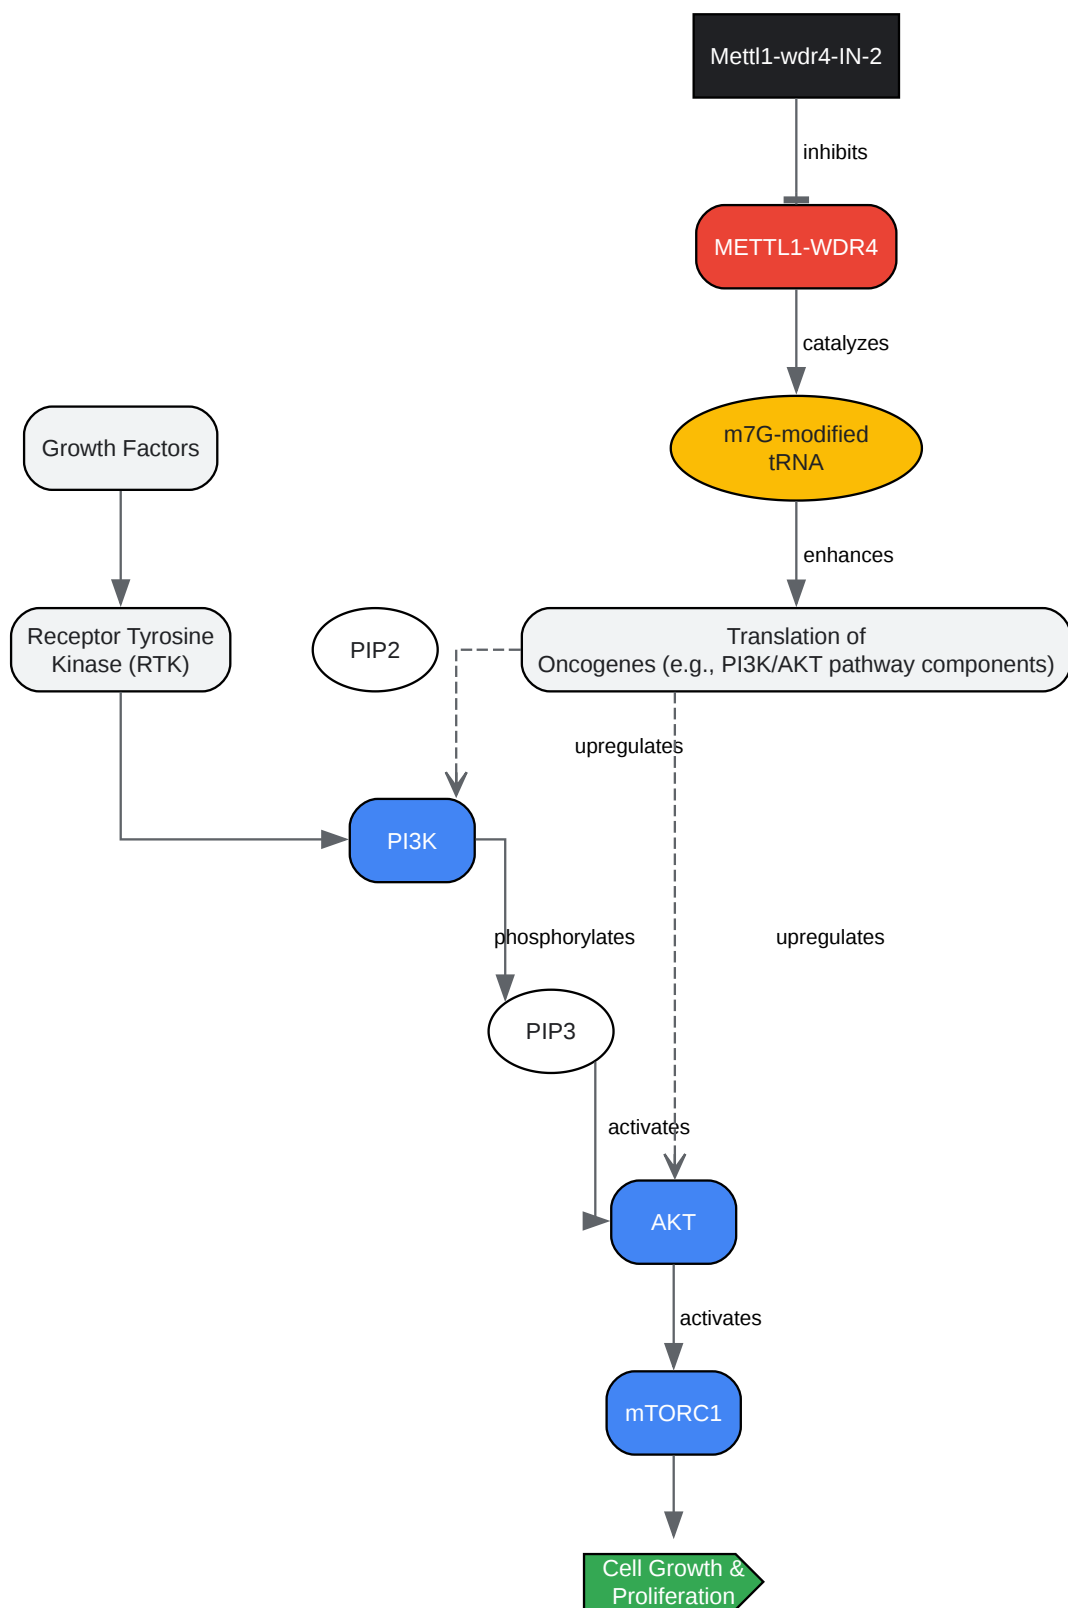 Mettl1-wdr4-IN-2
inhibits
METTL1-WDR4
catalyzes
m7G-modified
tRNA
Growth Factors
enhances
Receptor Tyrosine
Kinase (RTK)
PIP2
Translation of
Oncogenes (e.g., PI3K/AKT pathway components)
upregulates
PI3K
phosphorylates
upregulates
PIP3
activates
AKT
activates
mTORC1
Cell Growth &
Proliferation